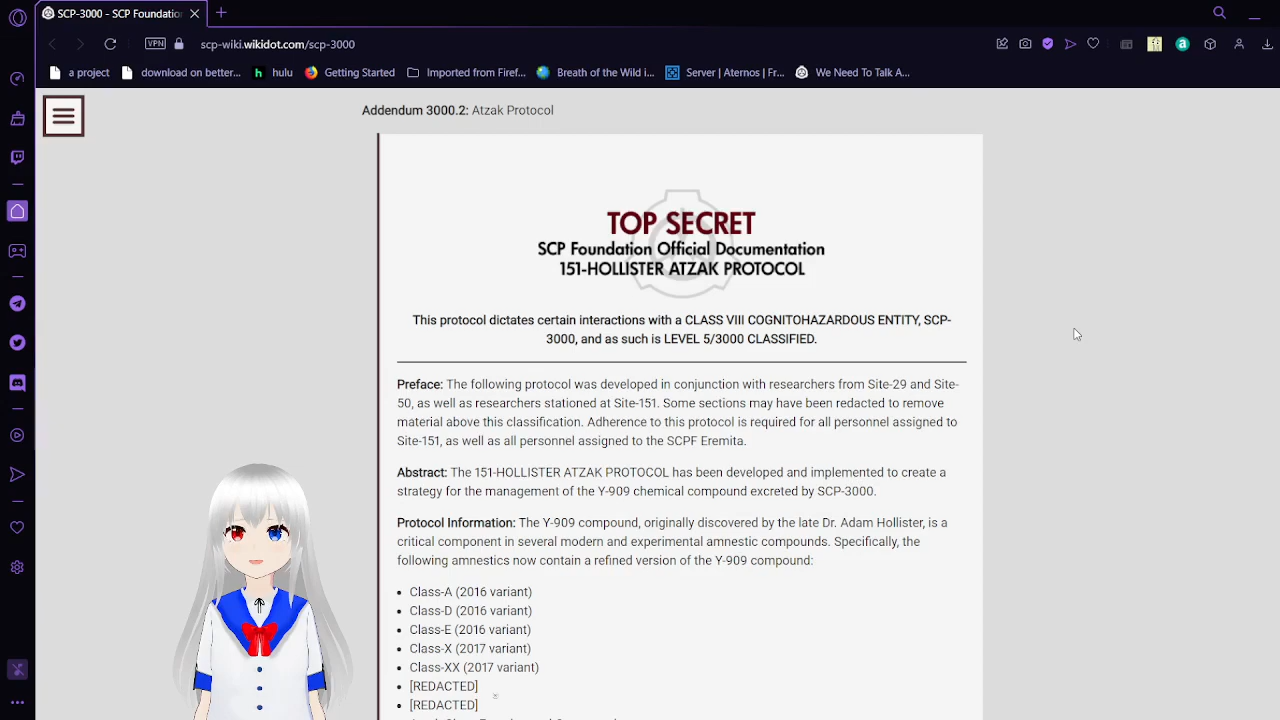 SCP-3000 - SCP Foundatio
scp-wiki.wikidot.com/scp-3000
VPN
a project
download on better...
hulu
Getting Started
Imported from Firef...
Breath of the Wild i...
Server | Aternos | Fr...
We Need To Talk A...
Addendum 3000.2: Atzak Protocol
TOP SECRET
SCP Foundation Official Documentation
151-HOLLISTER ATZAK PROTOCOL
This protocol dictates certain interactions with a CLASS VIII COGNITOHAZARDOUS ENTITY, SCP-
3000, and as such is LEVEL 5/3000 CLASSIFIED.
Preface: The following protocol was developed in conjunction with researchers from Site-29 and Site-
50, as well as researchers stationed at Site-151. Some sections may have been redacted to remove
material above this classification. Adherence to this protocol is required for all personnel assigned to
Site-151, as well as all personnel assigned to the SCPF Eremita.
Abstract: The 151-HOLLISTER ATZAK PROTOCOL has been developed and implemented to create a
strategy for the management of the Y-909 chemical compound excreted by SCP-3000.
Protocol Information: The Y-909 compound, originally discovered by the late Dr. Adam Hollister, is a
critical component in several modern and experimental amnestic compounds. Specifically, the
following amnestics now contain a refined version of the Y-909 compound:
Class-A (2016 variant)
Class-D (2016 variant)
Class-E (2016 variant)
Class-X (2017 variant)
Class-XX (2017 variant)
[REDACTED]
[REDACTED]